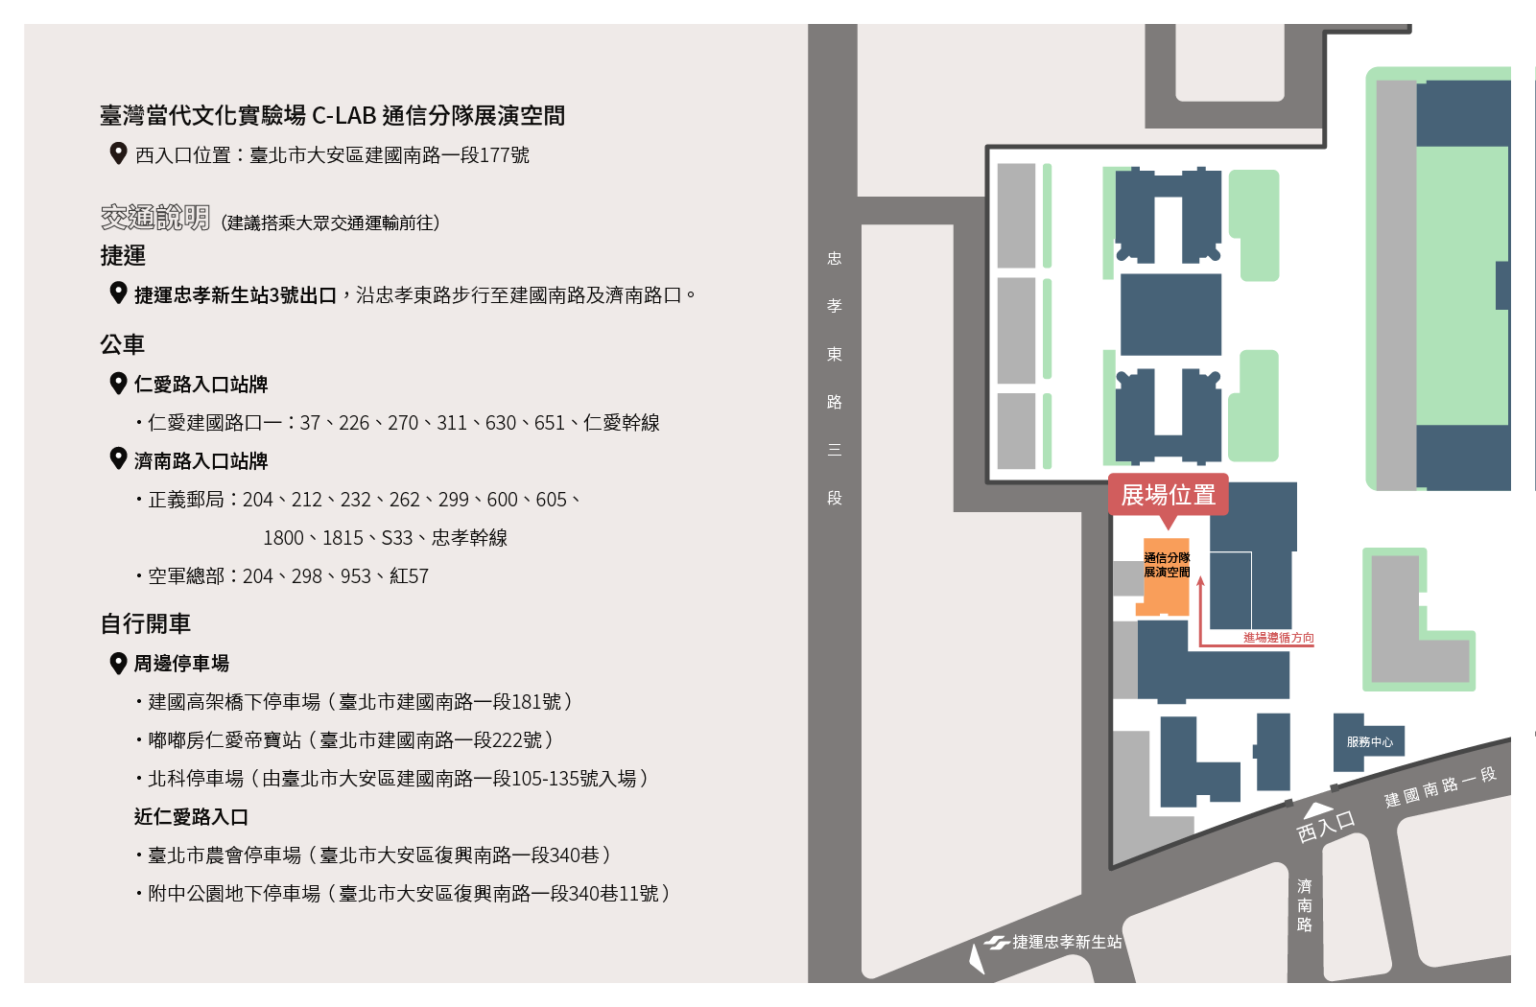 臺灣當代文化實驗場 C-LAB 通信分隊展演空間
西入口位置：臺北市大安區建國南路一段177號
交通說明（建議搭乘大眾交通運輸前往）
捷運
捷運忠孝新生站3號出口，沿忠孝東路步行至建國南路及濟南路口。
公車
仁愛路入口站牌
・仁愛建國路口一：37、226、270、311、630、651、仁愛幹線
濟南路入口站牌
・正義郵局：204、212、232、262、299、600、605、
1800、1815、S33、忠孝幹線
・空軍總部：204、298、953、紅57
自行開車
周邊停車場
・建國高架橋下停車場（臺北市建國南路一段181號）
・嘟嘟房仁愛帝寶站（臺北市建國南路一段222號）
・北科停車場（由臺北市大安區建國南路一段105-135號入場）
近仁愛路入口
・臺北市農會停車場（臺北市大安區復興南路一段340巷）
・附中公園地下停車場（臺北市大安區復興南路一段340巷11號）
忠孝東路三段
展場位置
通信分隊
展演空間
進場遵循方向
服務中心
建國南路一段
西入口
濟南路
捷運忠孝新生站